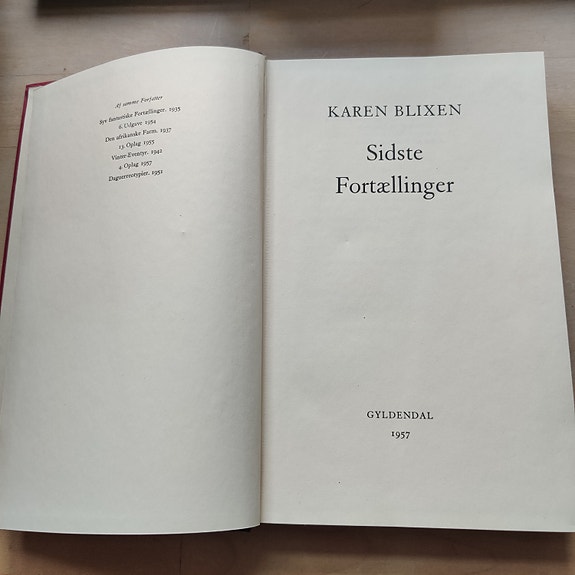 Af samme Forfatter
Syv fantastiske Fortællinger. 1935
6. Udgave 1954
Den afrikanske Farm. 1937
13. Oplag 1955
Vinter-Eventyr. 1942
4. Oplag 1957
Daguerreotypier. 1951
KAREN BLIXEN
Sidste
Fortællinger
GYLDENDAL
1957